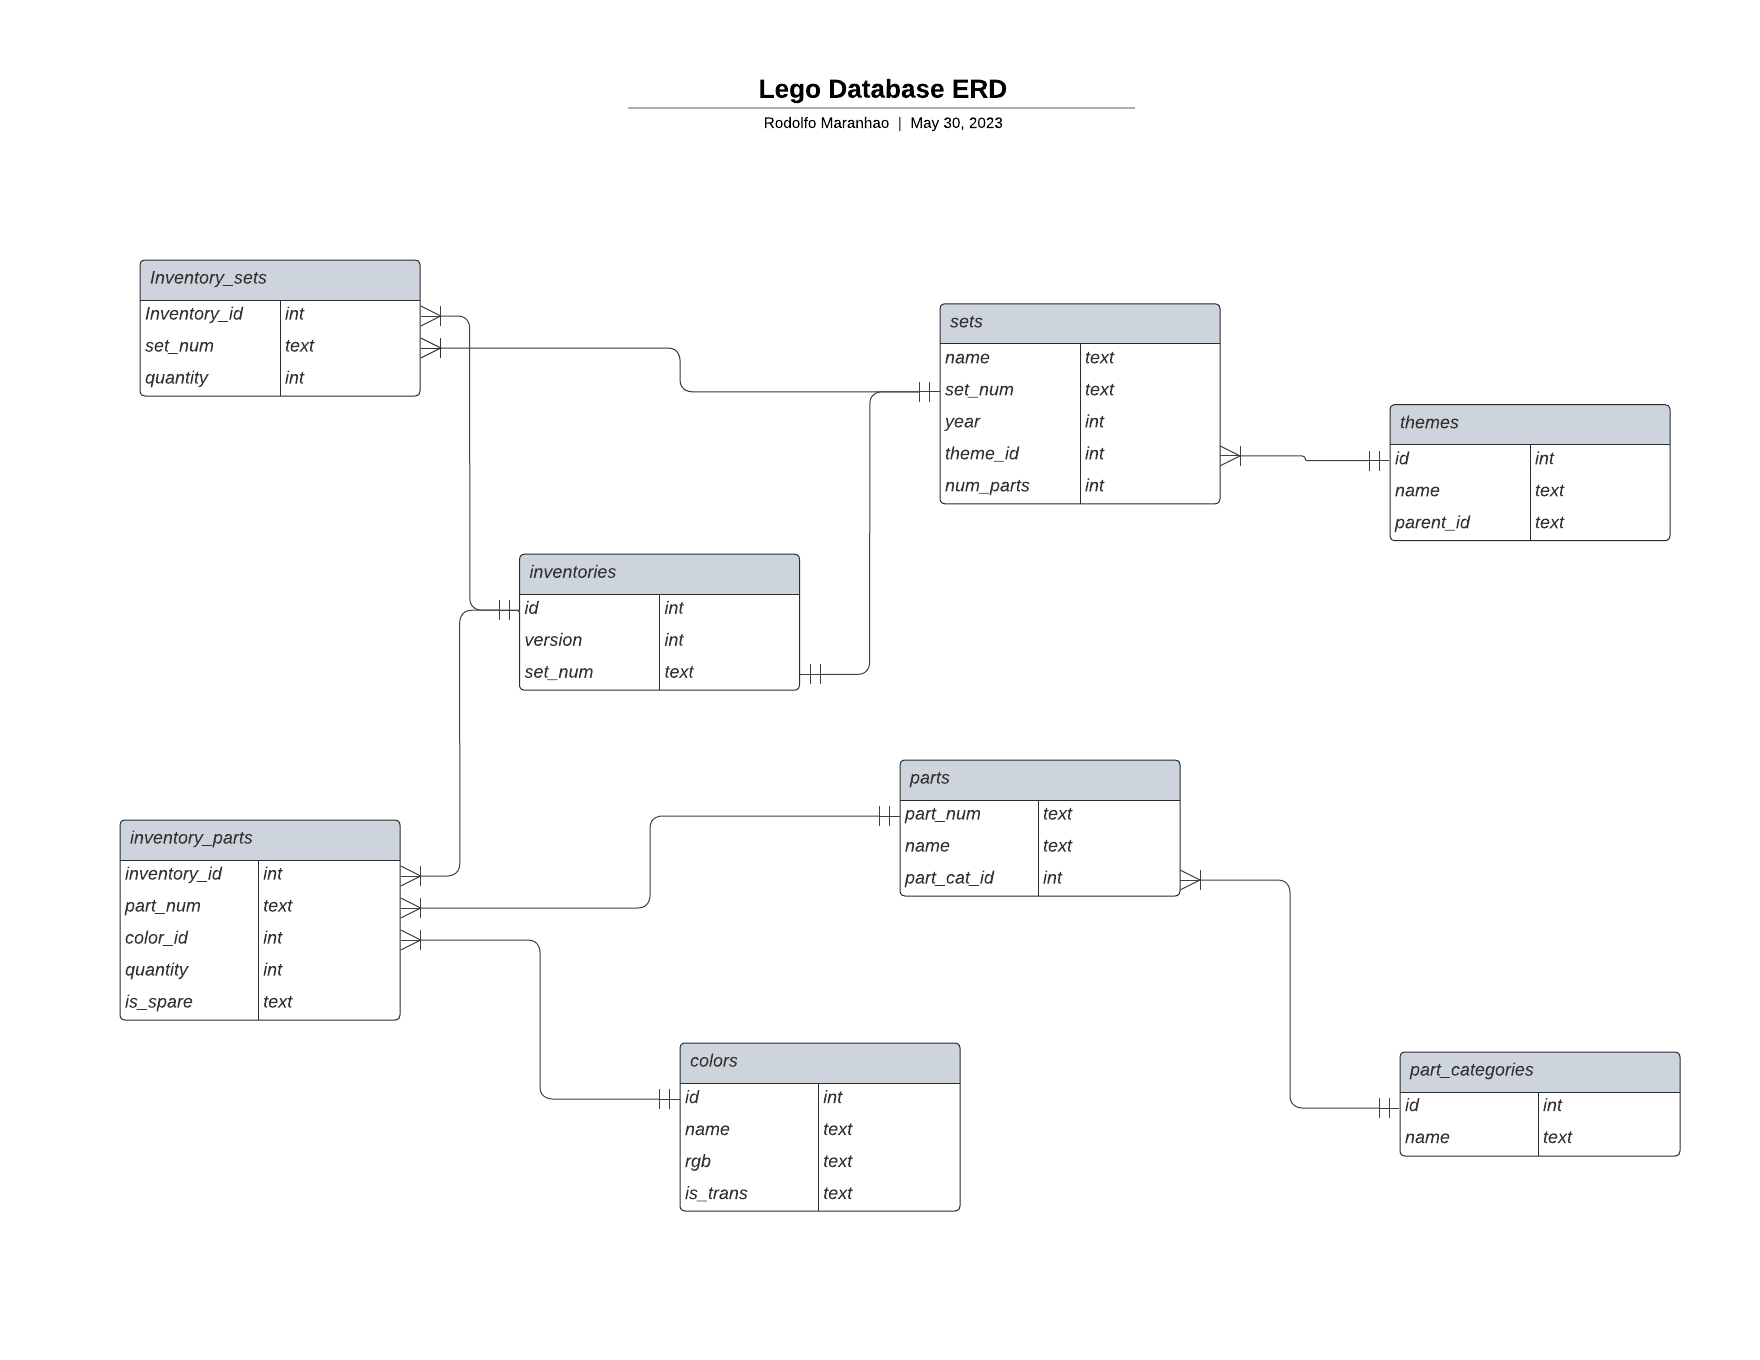 Lego Database ERD
Rodolfo Maranhao | May 30, 2023
Inventory_sets
Inventory_id int
set_num text
quantity int
sets
name text
set_num text
year int
theme_id int
num_parts int
themes
id int
name text
parent_id text
inventories
id int
version int
set_num text
parts
part_num text
name text
part_cat_id int
inventory_parts
inventory_id int
part_num text
color_id int
quantity int
is_spare text
colors
id int
name text
rgb text
is_trans text
part_categories
id int
name text